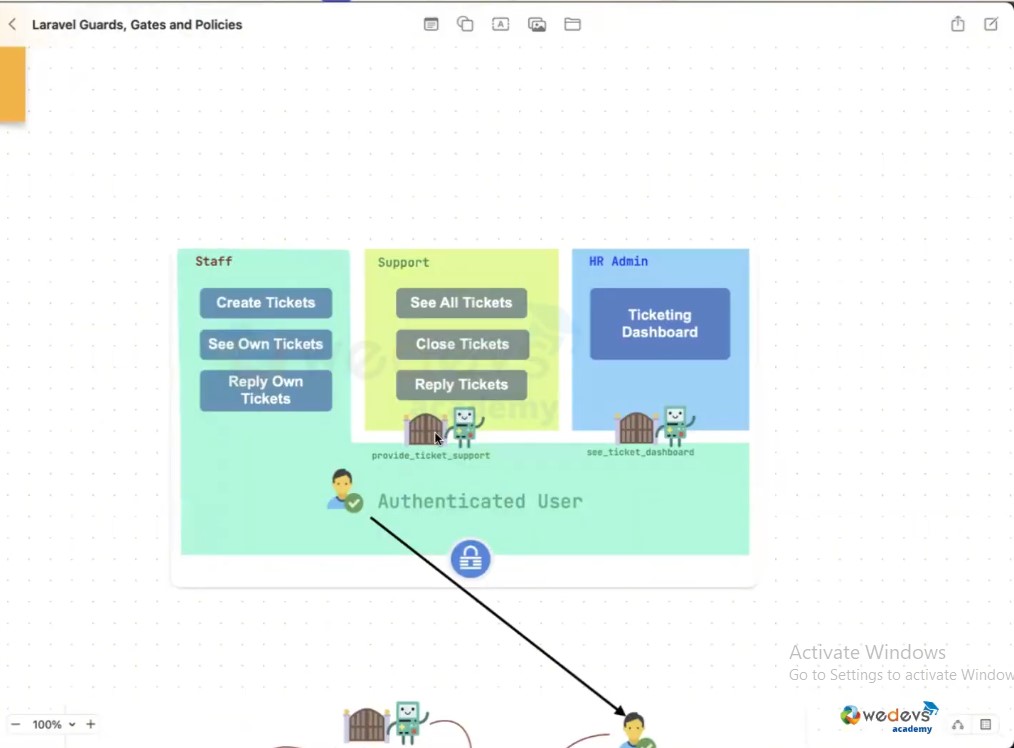 Laravel Guards, Gates and Policies
A
Staff
Create Tickets
See Own Tickets
Reply Own
Tickets
Support
See All Tickets
Close Tickets
Reply Tickets
provide_ticket_support
HR Admin
Ticketing
Dashboard
see_ticket_dashboard
wedevs
academy
Authenticated User
Activate Windows
Go to Settings to activate Window
100%
wedevs
academy